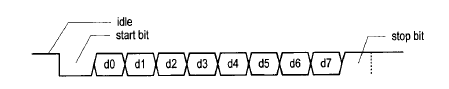 idle
start bit
stop bit
d0 d1 d2 d3 d4 d5 d6 d7